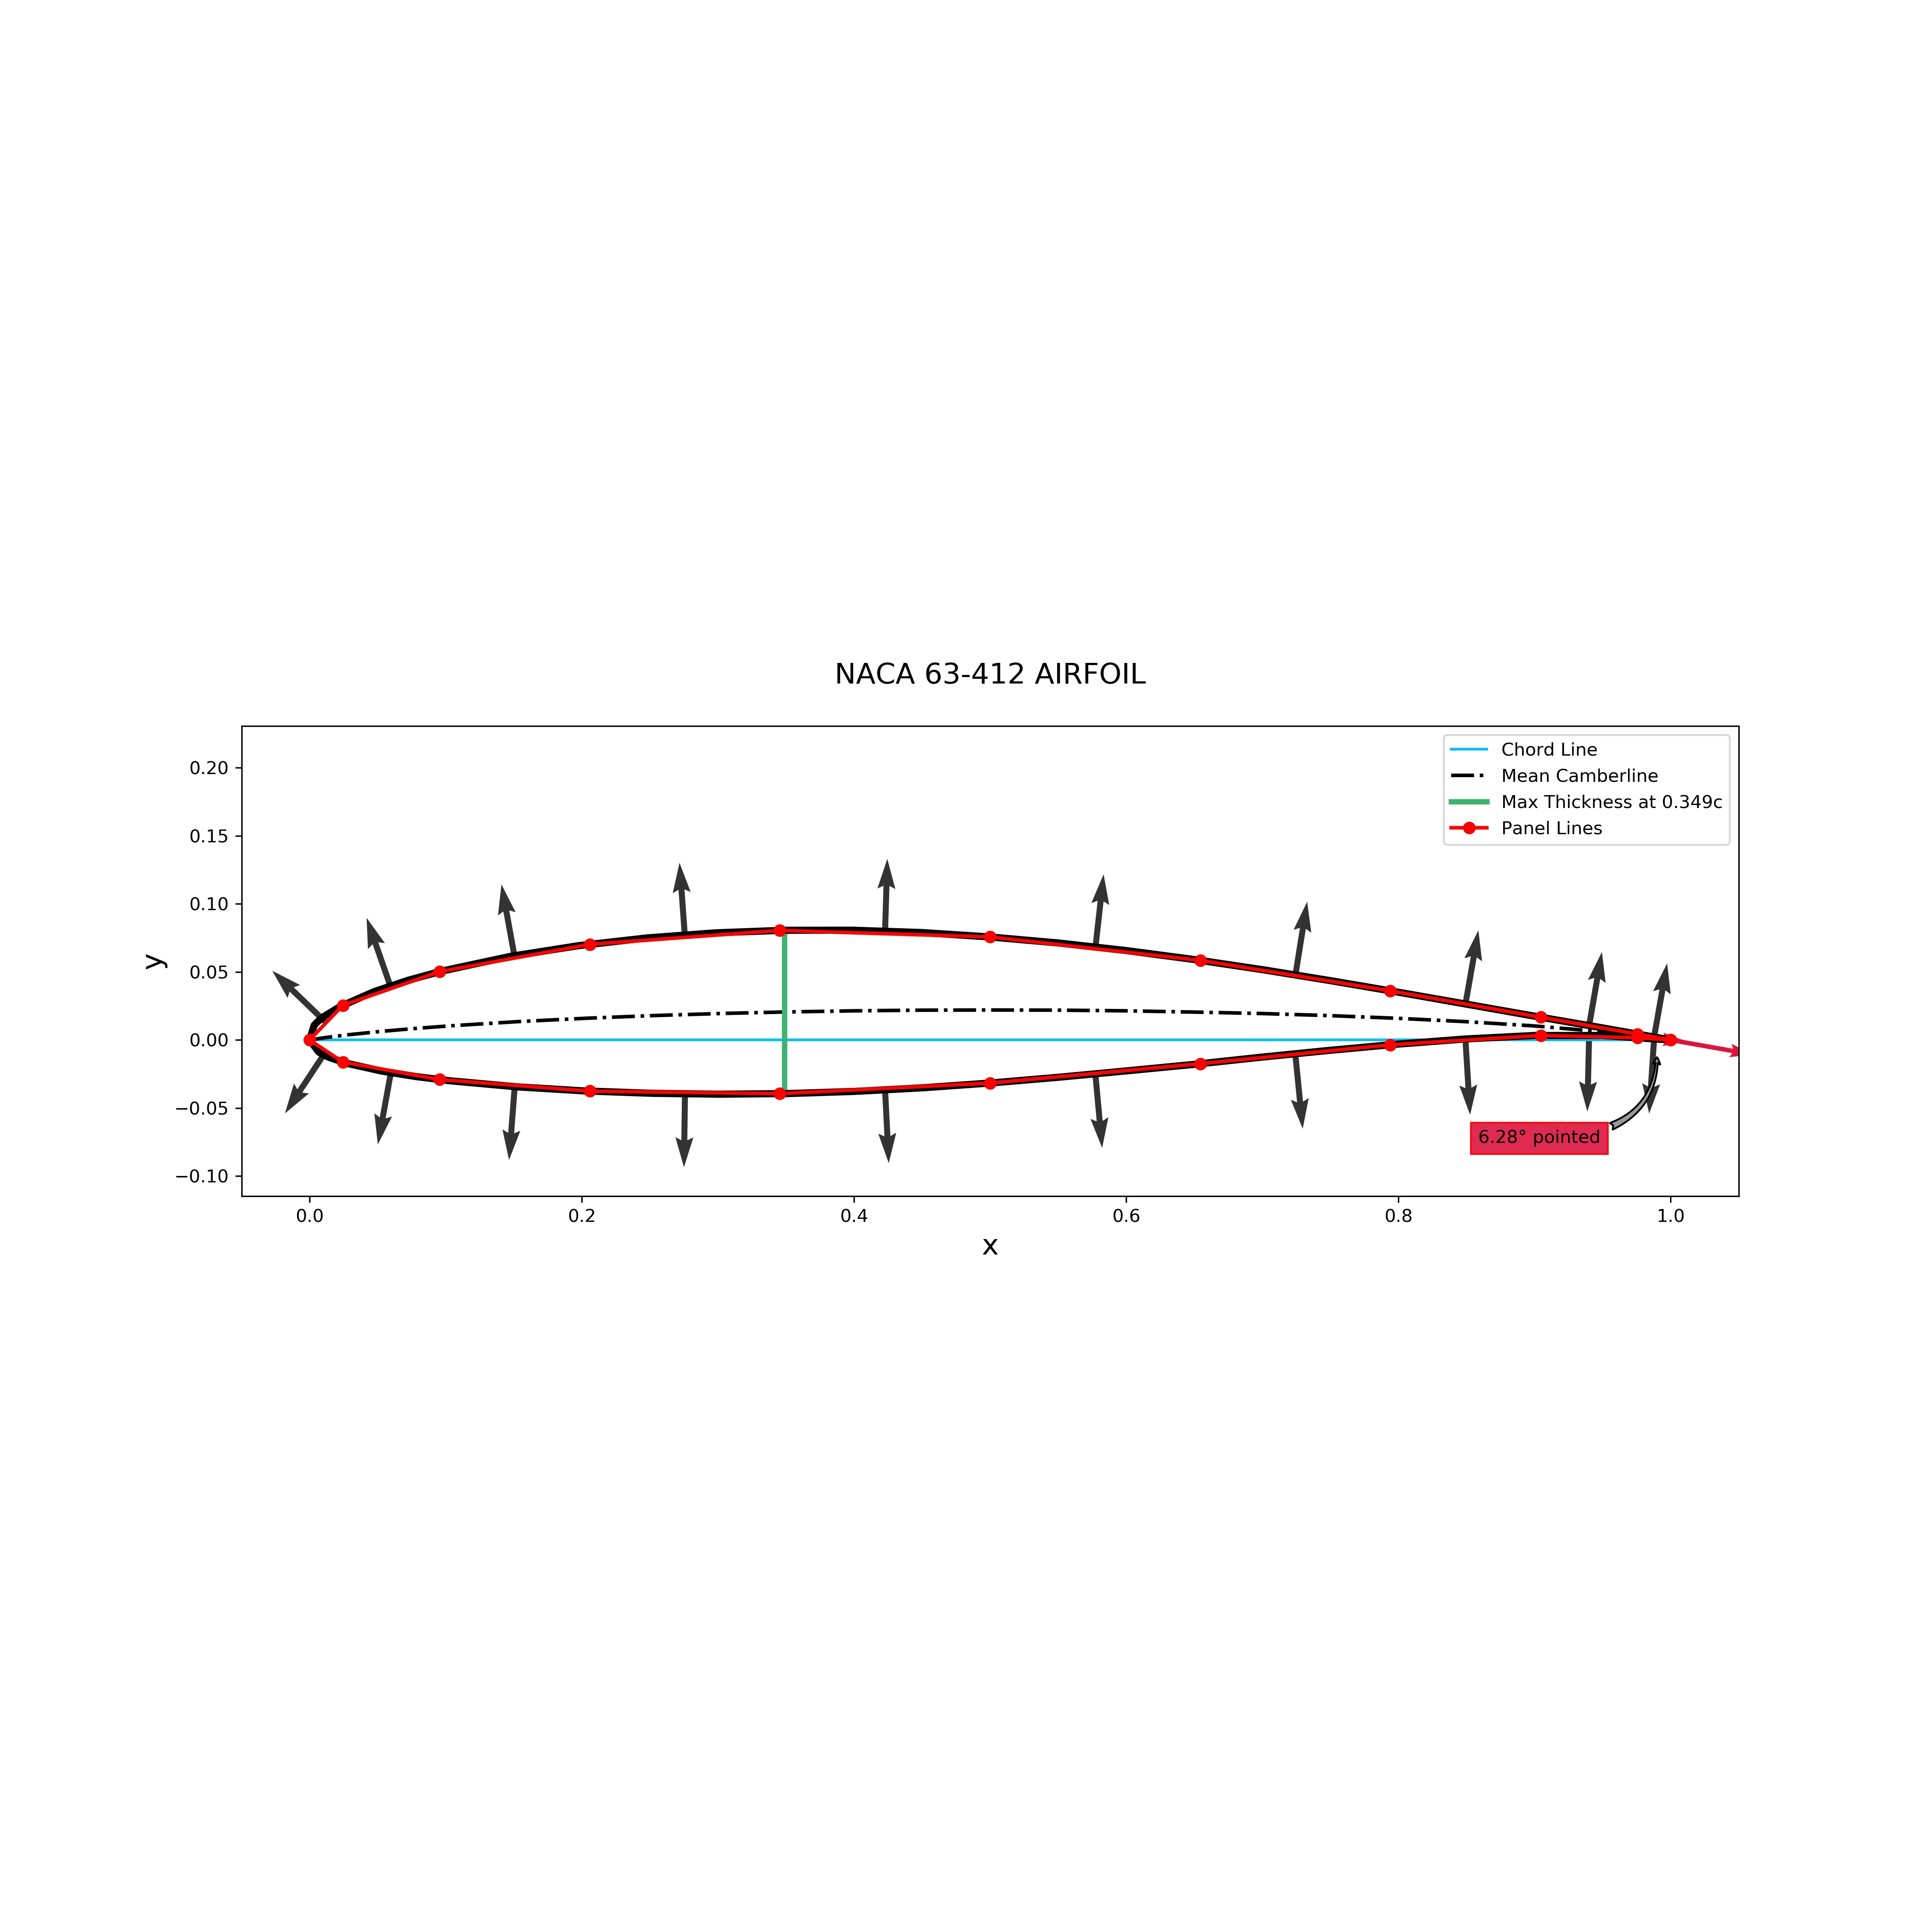 NACA 63-412 AIRFOIL
Chord Line
Mean Camberline
Max Thickness at 0.349c
Panel Lines
0.20
0.15
0.10
0.05
0.00
−0.05
−0.10
y
6.28° pointed
0.0 0.2 0.4 0.6 0.8 1.0
x